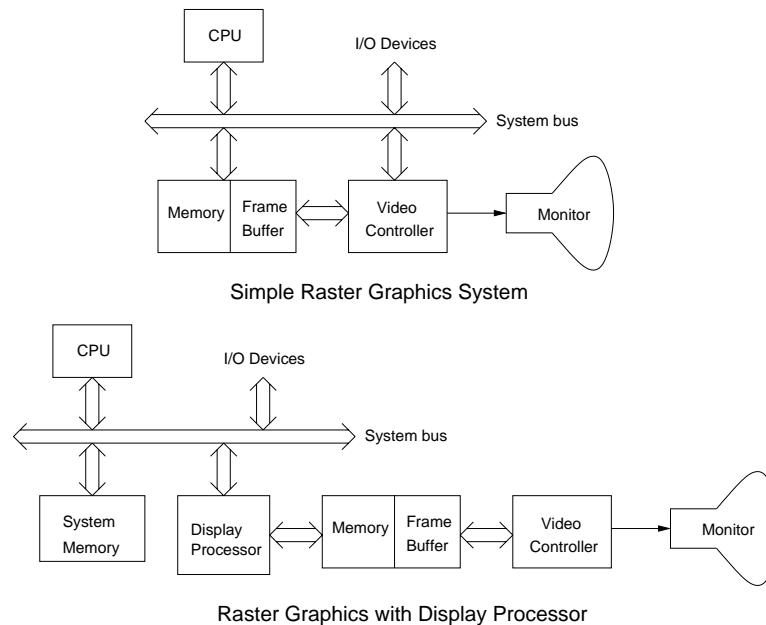 CPU
I/O Devices
System bus
Memory
Frame
Buffer
Video
Controller
Monitor
Simple Raster Graphics System
CPU
I/O Devices
System bus
System
Memory
Display
Processor
Memory
Frame
Buffer
Video
Controller
Monitor
Raster Graphics with Display Processor